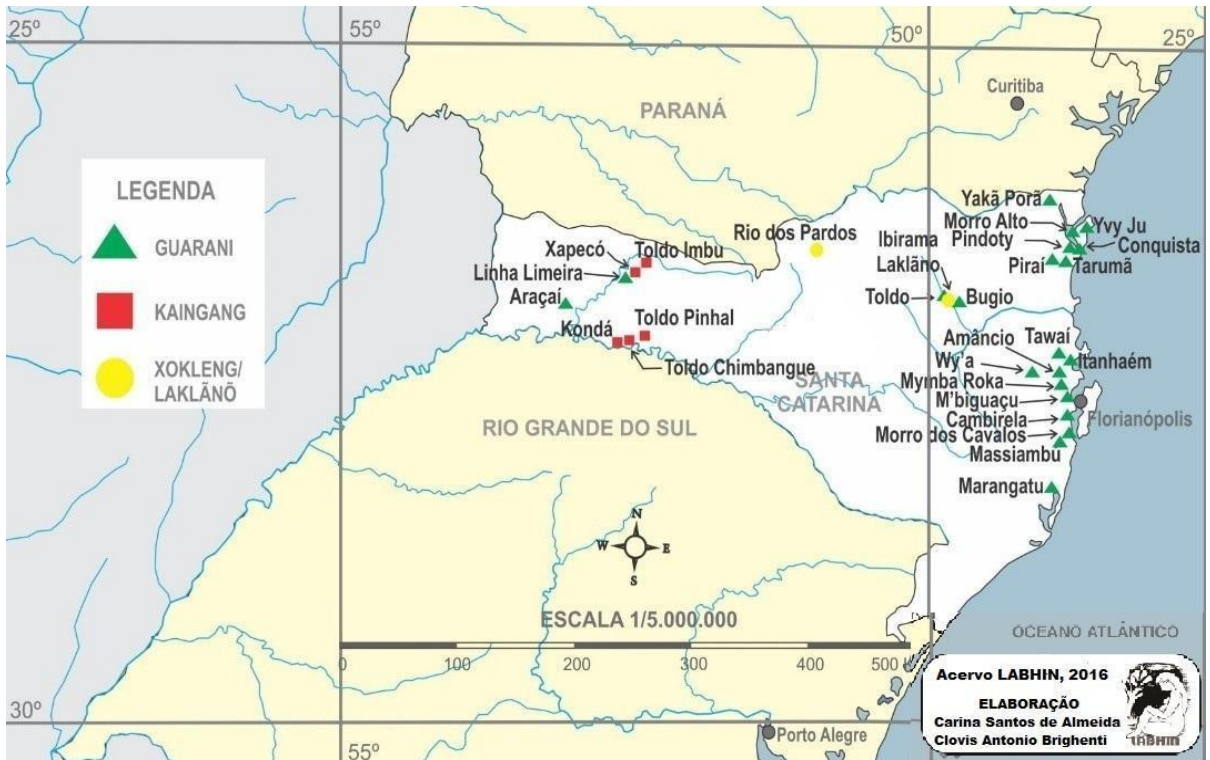 25º
55º
50º
25º
Curitiba
PARANÁ
LEGENDA
GUARANI
KAINGANG
XOKLENG/
LAKLÃNÕ
Yakã Porã
Morro Alto
Yvy Ju
Pindoty
Conquista
Piraí
Tarumã
Rio dos Pardos
Ibirama
Laklãno
Toldo
Bugio
Xapecó
Toldo Imbu
Linha Limeira
Araçaí
Kondá
Toldo Pinhal
Toldo Chimbangue
Amâncio
Tawaí
Wy'a
Itanhaém
Mymba Roka
M'biguaçu
Cambirela
Florianópolis
Morro dos Cavalos
Massiambu
Marangatu
SANTA
CATARINA
RIO GRANDE DO SUL
N
W
E
S
ESCALA 1/5.000.000
0
100
200
300
400
500
OCEANO ATLÂNTICO
Acervo LABHIN, 2016
ELABORAÇÃO
Carina Santos de Almeida
Clovis Antonio Brighenti
LABHIN
30º
55º
Porto Alegre